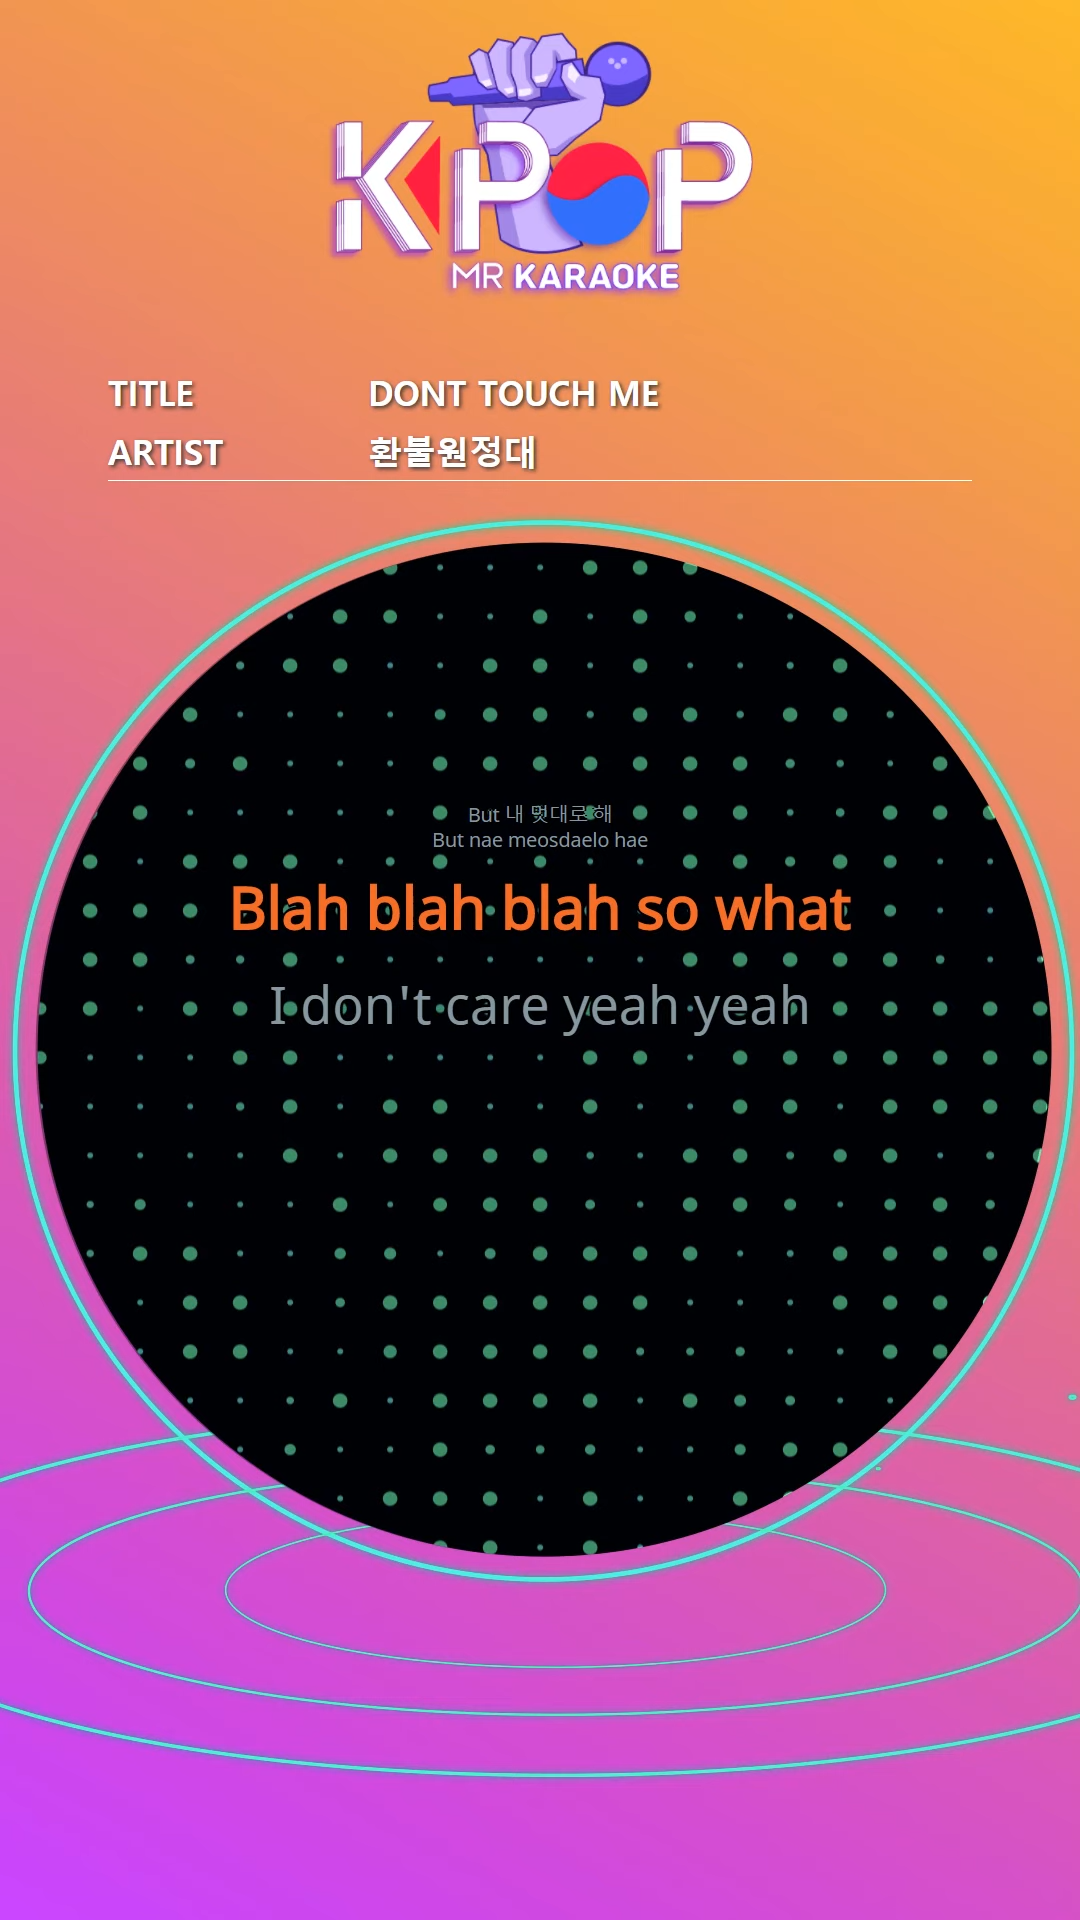 KPOP
MR KARAOKE
TITLE DONT TOUCH ME
ARTIST 환불원정대
But 내 멋대로 해
But nae meosdaelo hae
Blah blah blah so what
I don't care yeah yeah